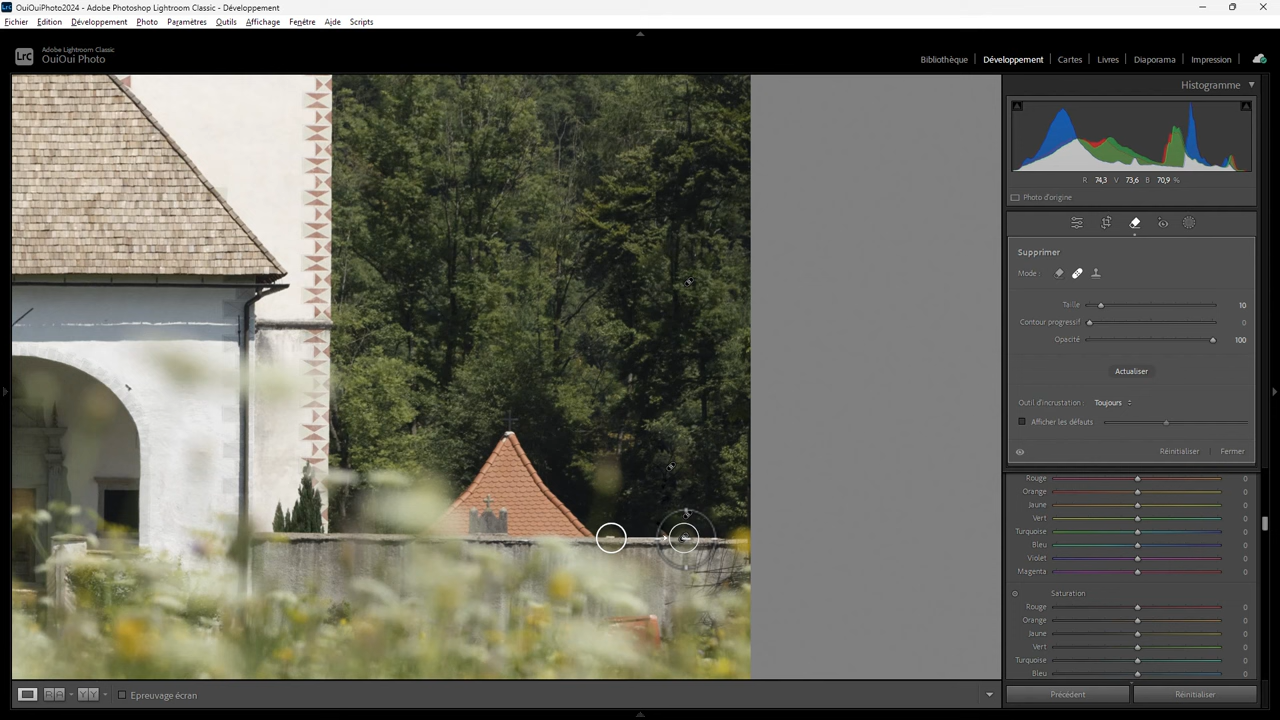 OuiOuiPhoto2024 - Adobe Photoshop Lightroom Classic - Développement
Fichier Edition Développement Photo Paramètres Outils Affichage Fenêtre Aide Scripts
Lrc
Adobe Lightroom Classic
OuiOui Photo
Bibliothèque Développement Cartes Livres Diaporama Impression
Histogramme
R 74,3 V 73,6 B 70,9 %
Photo d'origine
Supprimer
Mode :
Taille 10
Contour progressif 0
Opacité 100
Actualiser
Outil d'incrustation : Toujours
Afficher les défauts
Réinitialiser Fermer
Rouge 0
Orange 0
Jaune 0
Vert 0
Turquoise 0
Bleu 0
Violet 0
Magenta 0
Saturation
Rouge 0
Orange 0
Jaune 0
Vert 0
Turquoise 0
Bleu 0
Epreuvage écran
Précédent Réinitialiser